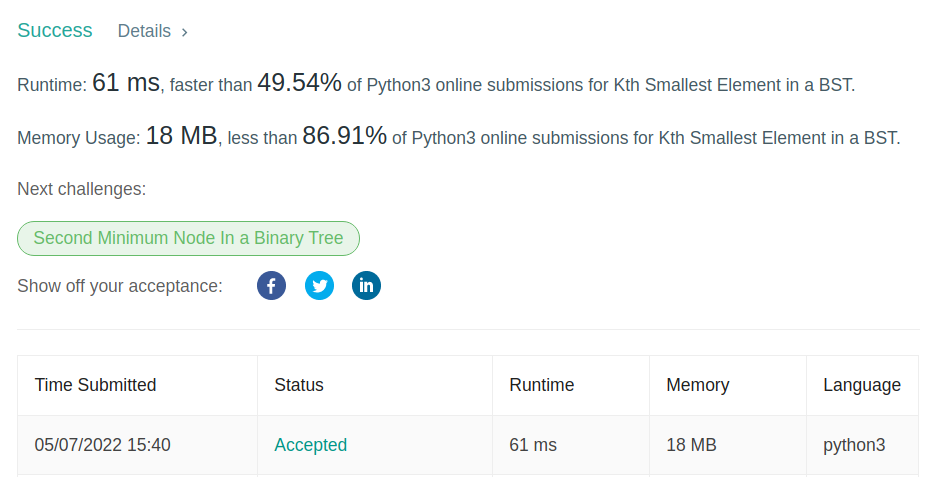 Success Details >
Runtime: 61 ms, faster than 49.54% of Python3 online submissions for Kth Smallest Element in a BST.
Memory Usage: 18 MB, less than 86.91% of Python3 online submissions for Kth Smallest Element in a BST.
Next challenges:
Second Minimum Node In a Binary Tree
Show off your acceptance:
Time Submitted Status Runtime Memory Language
05/07/2022 15:40 Accepted 61 ms 18 MB python3